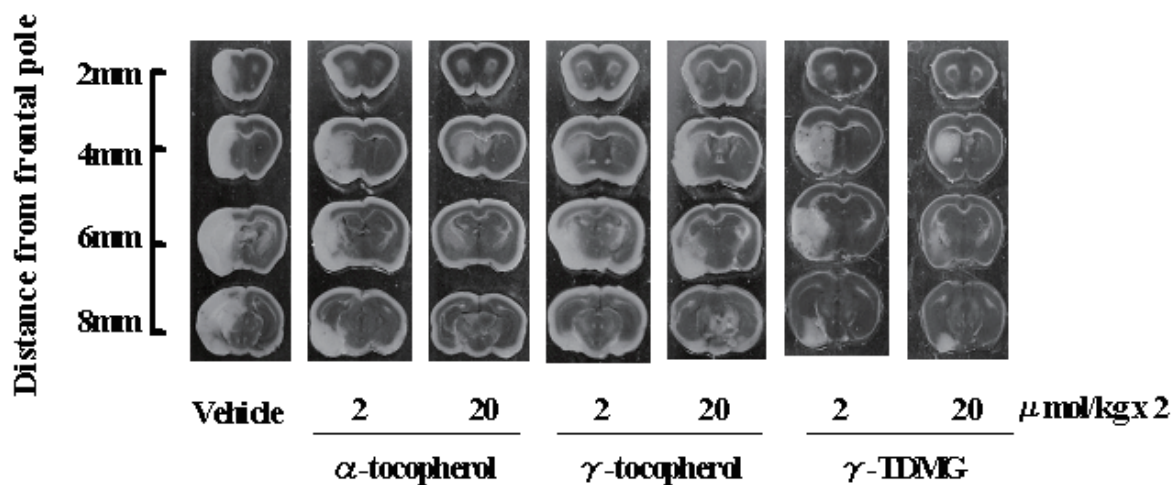 Distance from frontal pole
2mm
4mm
6mm
8mm
Vehicle 2 20 2 20 2 20 μmol/kg x 2
α-tocopherol γ-tocopherol γ-TDMG